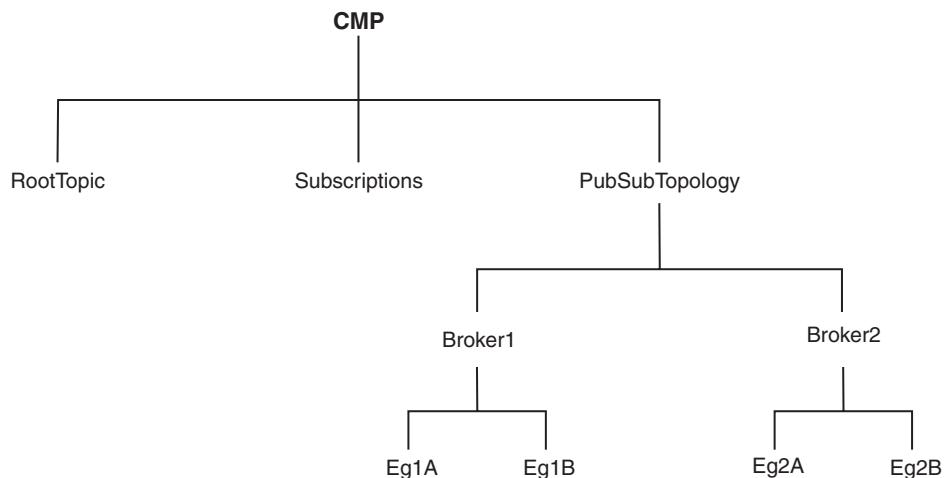 CMP
RootTopic
Subscriptions
PubSubTopology
Broker1
Broker2
Eg1A
Eg1B
Eg2A
Eg2B